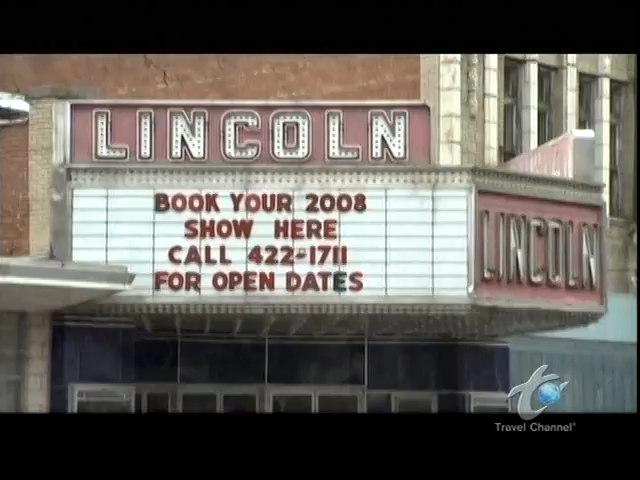 LINCOLN
BOOK YOUR 2008
SHOW HERE
CALL 422-1711
FOR OPEN DATES
LINCOLN
Travel Channel